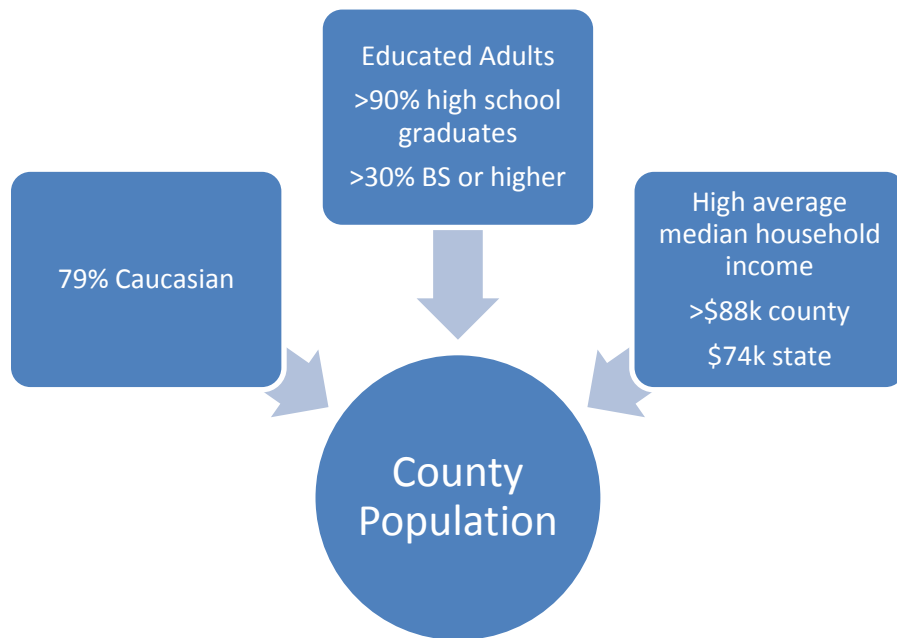 79% Caucasian
Educated Adults
>90% high school
graduates
>30% BS or higher
High average
median household
income
>$88k county
$74k state
County
Population